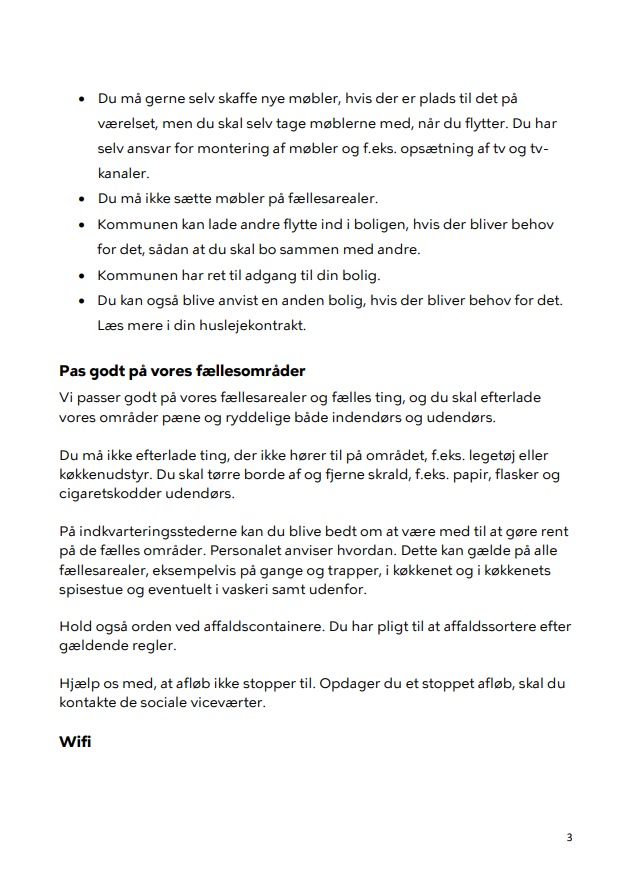 • Du må gerne selv skaffe nye møbler, hvis der er plads til det på
værelset, men du skal selv tage møblerne med, når du flytter. Du har
selv ansvar for montering af møbler og f.eks. opsætning af tv og tv-
kanaler.
• Du må ikke sætte møbler på fællesarealer.
• Kommunen kan lade andre flytte ind i boligen, hvis der bliver behov
for det, sådan at du skal bo sammen med andre.
• Kommunen har ret til adgang til din bolig.
• Du kan også blive anvist en anden bolig, hvis der bliver behov for det.
Læs mere i din huslejekontrakt.
Pas godt på vores fællesområder
Vi passer godt på vores fællesarealer og fælles ting, og du skal efterlade
vores områder pæne og ryddelige både indendørs og udendørs.
Du må ikke efterlade ting, der ikke hører til på området, f.eks. legetøj eller
køkkenudstyr. Du skal tørre borde af og fjerne skrald, f.eks. papir, flasker og
cigaretskodder udendørs.
På indkvarteringsstederne kan du blive bedt om at være med til at gøre rent
på de fælles områder. Personalet anviser hvordan. Dette kan gælde på alle
fællesarealer, eksempelvis på gange og trapper, i køkkenet og i køkkenets
spisestue og eventuelt i vaskeri samt udenfor.
Hold også orden ved affaldscontainere. Du har pligt til at affaldssortere efter
gældende regler.
Hjælp os med, at afløb ikke stopper til. Opdager du et stoppet afløb, skal du
kontakte de sociale viceværter.
Wifi
3